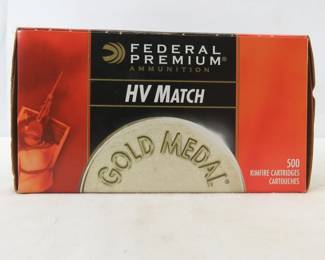 FEDERAL
PREMIUM®
AMMUNITION
HV MATCH
GOLD MEDAL®
500
RIMFIRE CARTRIDGES
CARTOUCHES